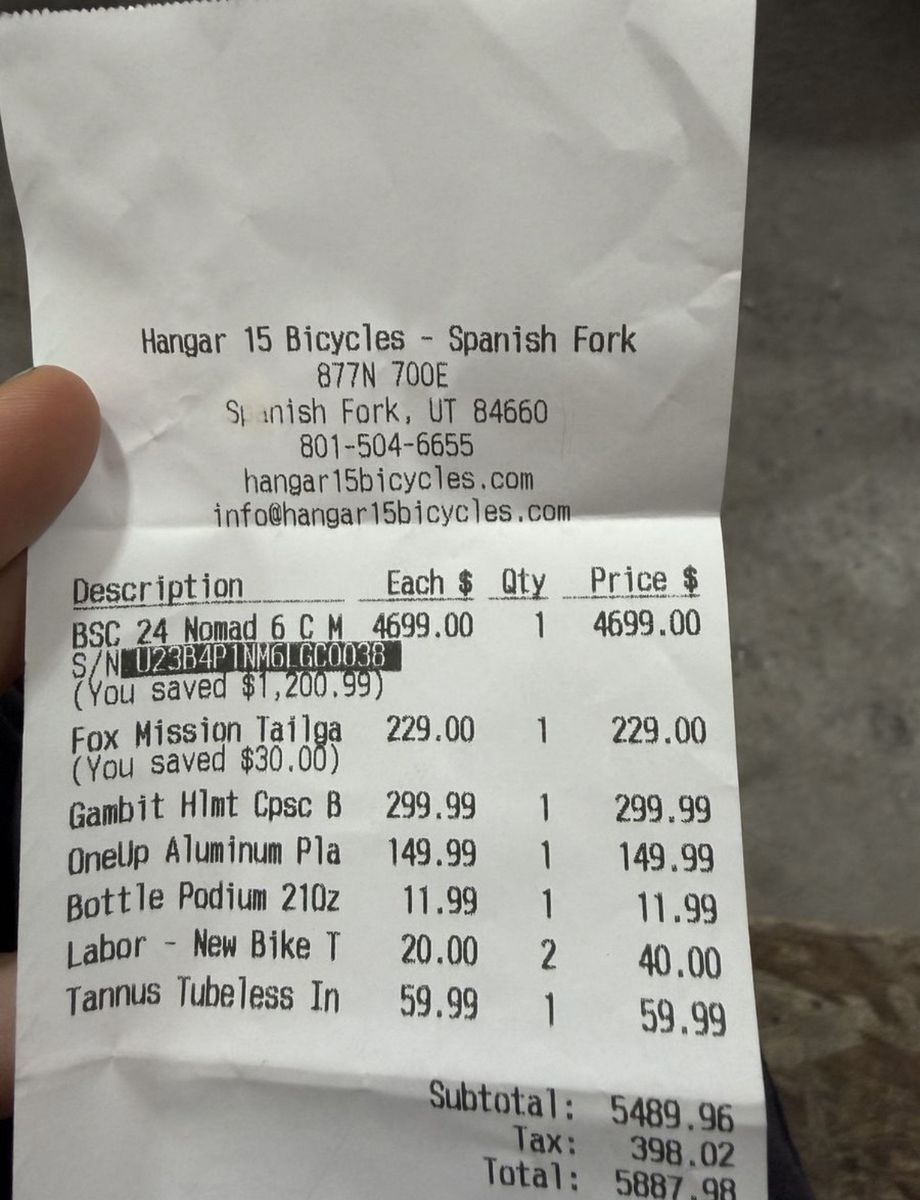 Hangar 15 Bicycles - Spanish Fork
877N 700E
Fork, UT 84660
801-504-6655
hangar15bicycles.com
info@hangar15bicycles.com
Description Each $ Qty Price $
BSC 24 Nomad 6 C M 4699.00 1 4699.00
S/N U23B4P1NM6LGC0038
(You saved $1,200.99)
Fox Mission Tailga 229.00 1 229.00
(You saved $30.00)
Gambit Hlmt Cpsc B 299.99 1 299.99
OneUp Aluminum Pla 149.99 1 149.99
Bottle Podium 21Oz 11.99 1 11.99
Labor - New Bike T 20.00 2 40.00
Tannus Tubeless In 59.99 1 59.99
Subtotal: 5489.96
Tax: 398.02
Total: 5887.98